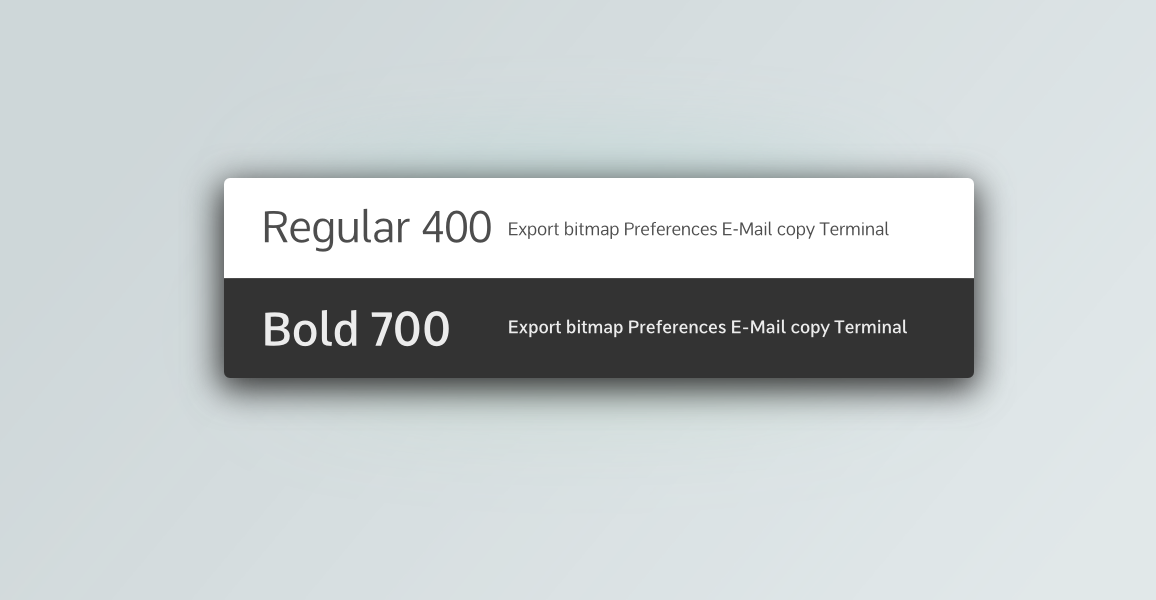 Regular 400 Export bitmap Preferences E-Mail copy Terminal
Bold 700 Export bitmap Preferences E-Mail copy Terminal